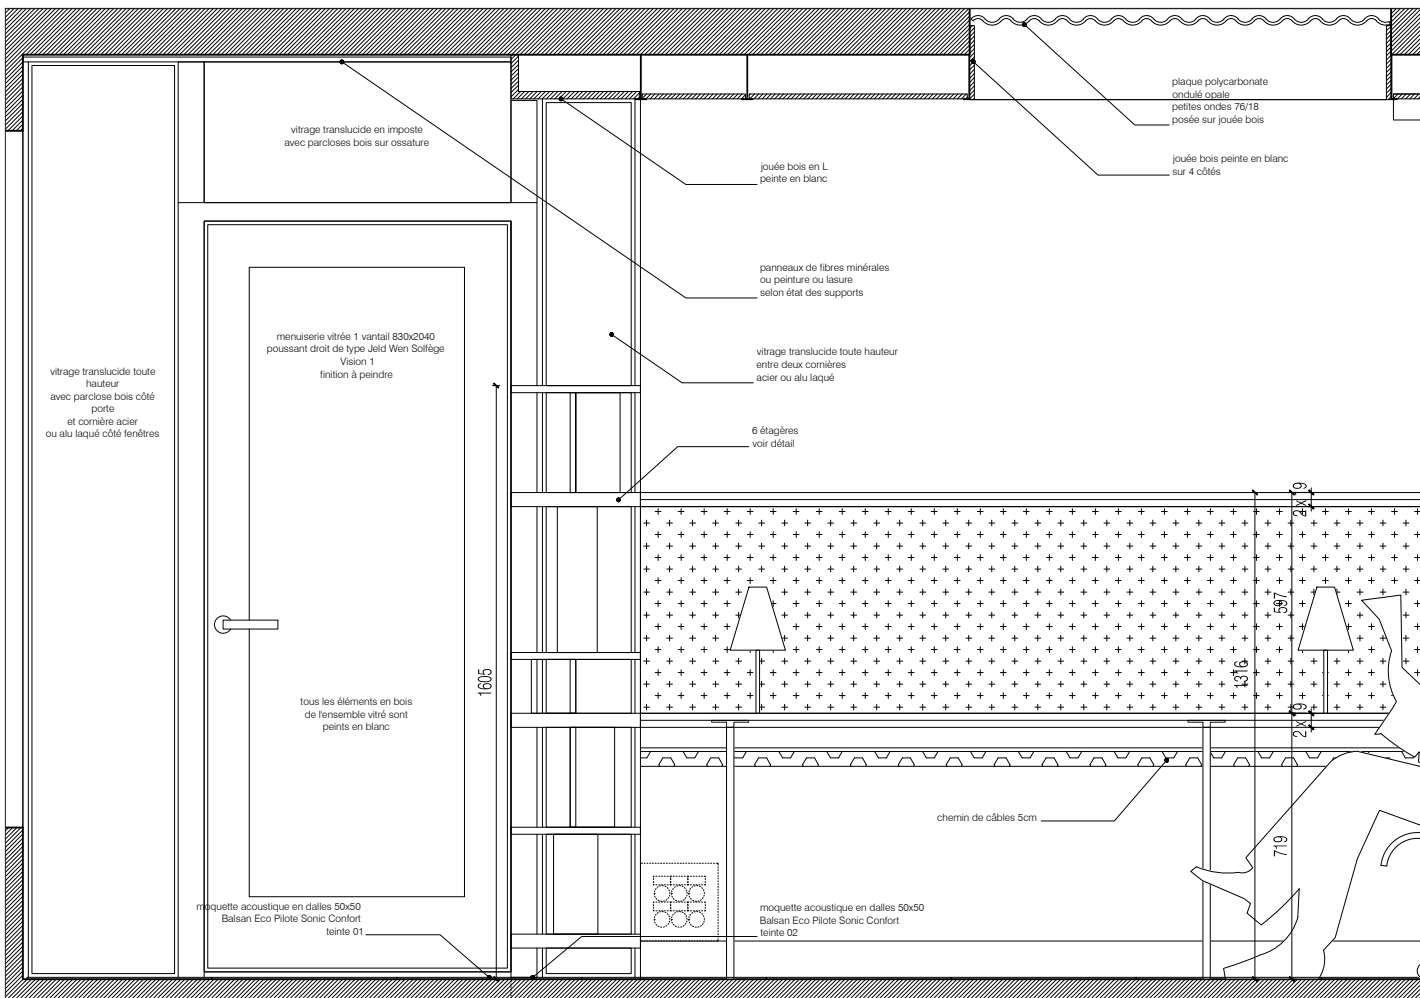 plaque polycarbonate
ondulé opale
petites ondes 76/18
posée sur jouée bois
vitrage translucide en imposte
avec parcloses bois sur ossature
jouée bois en L
peinte en blanc
jouée bois peinte en blanc
sur 4 côtés
panneaux de fibres minérales
ou peinture ou lasure
selon état des supports
menuiserie vitrée 1 vantail 830x2040
poussant droit de type Jeld Wen Solfège
Vision 1
finition à peindre
vitrage translucide toute hauteur
entre deux cornières
acier ou alu laqué
vitrage translucide toute
hauteur
avec parclose bois côté
porte
et cornière acier
ou alu laqué côté fenêtres
6 étagères
voir détail
2 x 9
597
1316
1605
tous les éléments en bois
de l'ensemble vitré sont
peints en blanc
2 x 9
chemin de câbles 5cm
719
moquette acoustique en dalles 50x50
Balsan Eco Pilote Sonic Confort
teinte 01
moquette acoustique en dalles 50x50
Balsan Eco Pilote Sonic Confort
teinte 02